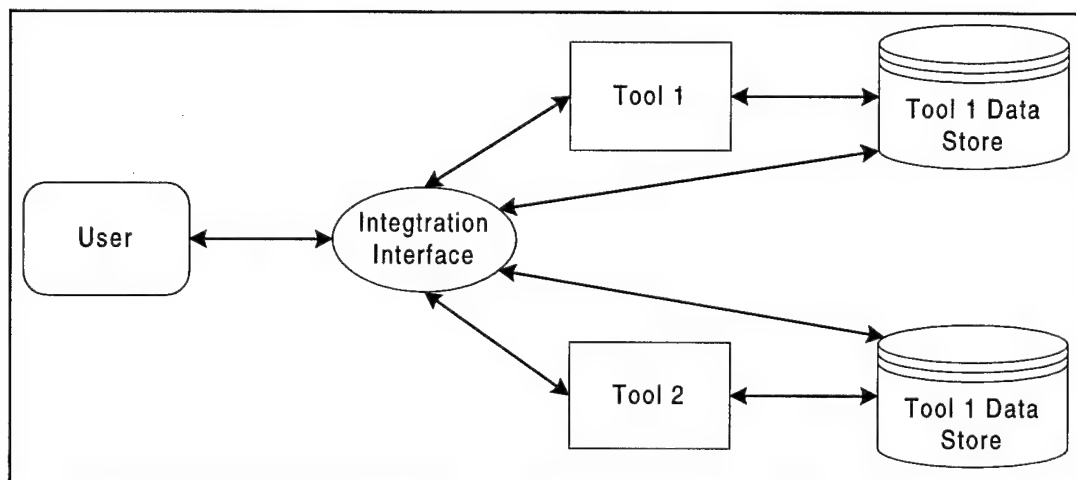 Tool 1
Tool 1 Data
Store
User
Integtration
Interface
Tool 2
Tool 1 Data
Store